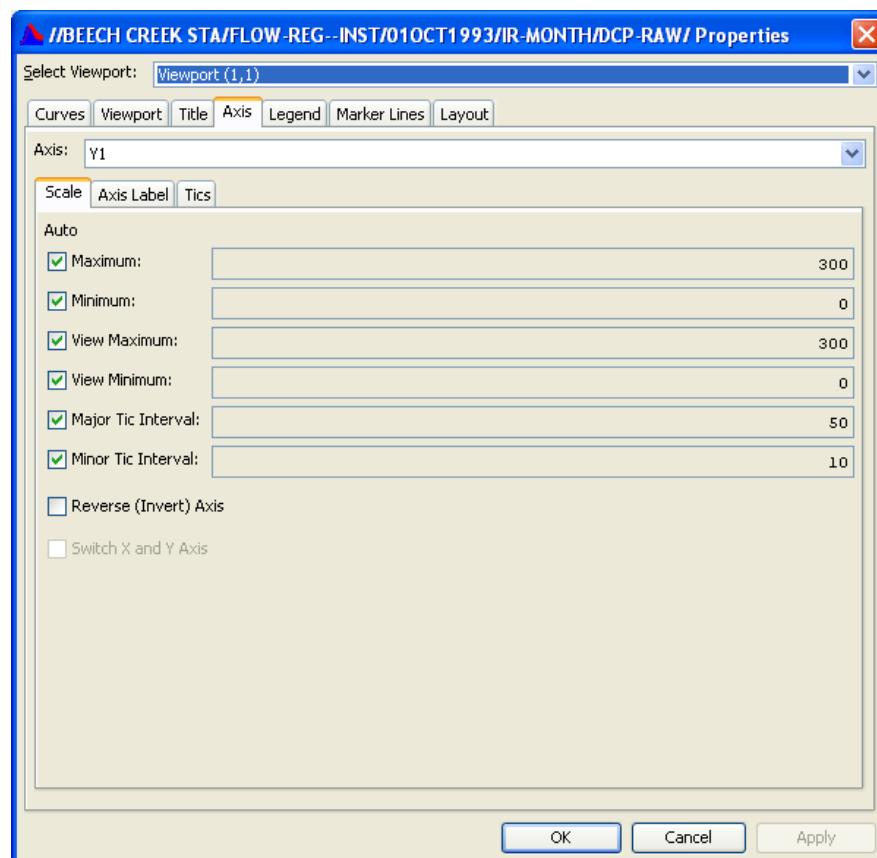 //BEECH CREEK STA/FLOW-REG--INST/01OCT1993/IR-MONTH/DCP-RAW/ Properties
Select Viewport: Viewport (1,1)
Curves Viewport Title Axis Legend Marker Lines Layout
Axis: Y1
Scale Axis Label Tics
Auto
Maximum: 300
Minimum: 0
View Maximum: 300
View Minimum: 0
Major Tic Interval: 50
Minor Tic Interval: 10
Reverse (Invert) Axis
Switch X and Y Axis
OK Cancel Apply